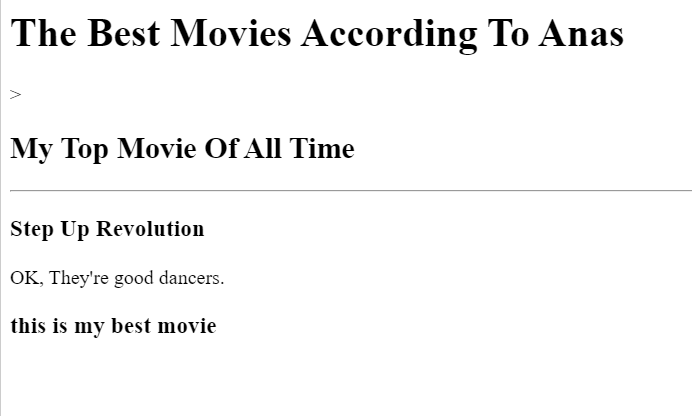 The Best Movies According To Anas
>
My Top Movie Of All Time
Step Up Revolution
OK, They're good dancers.
this is my best movie